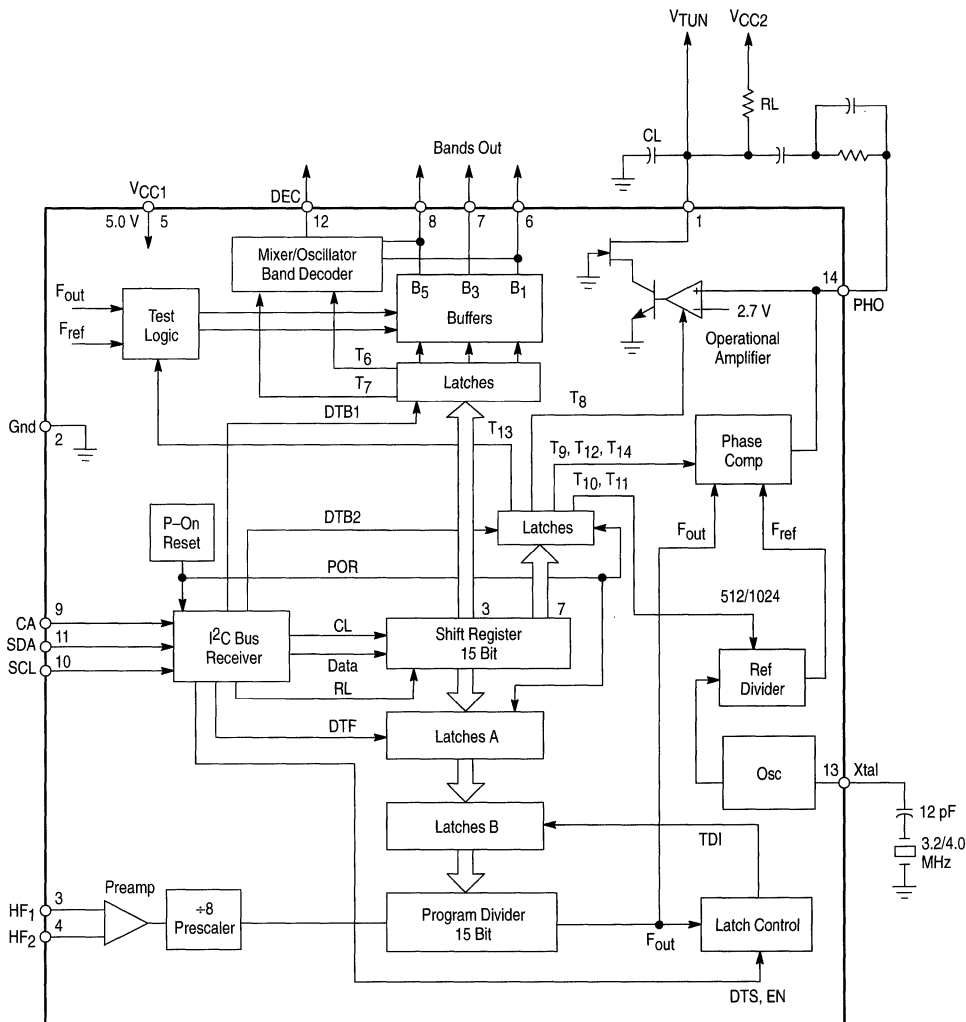 VTUN
VCC2
RL
CL
Bands Out
VCC1
5.0 V
5
DEC
12
8
7
6
1
Mixer/Oscillator
Band Decoder
B5
B3
B1
Buffers
Fout
Fref
Test
Logic
14
PHO
+
–
2.7 V
Operational
Amplifier
T6
T7
Latches
DTB1
T8
Gnd
2
T13
Phase
Comp
T9, T12, T14
T10, T11
P–On
Reset
DTB2
Latches
Fout
Fref
POR
512/1024
9
CA
11
SDA
10
SCL
I2C Bus
Receiver
CL
Data
RL
3
7
Shift Register
15 Bit
Ref
Divider
DTF
Latches A
Osc
13
Xtal
12 pF
3.2/4.0
MHz
Latches B
TDI
Preamp
HF1
3
HF2
4
÷8
Prescaler
Program Divider
15 Bit
Fout
Latch Control
DTS, EN